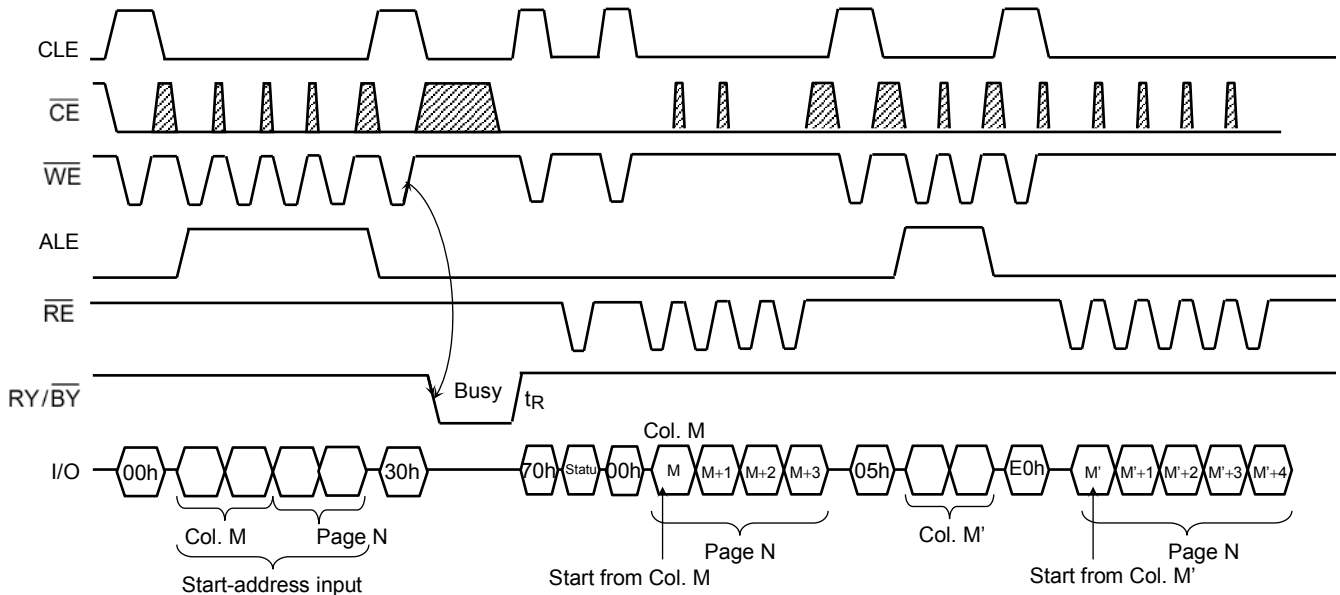 CLE
CE
WE
ALE
RE
RY/BY Busy tR
Col. M
I/O 00h 30h 70h Statu 00h M M+1 M+2 M+3 05h E0h M' M'+1 M'+2 M'+3 M'+4
Col. M Page N Page N Col. M' Page N
Start-address input Start from Col. M Start from Col. M'